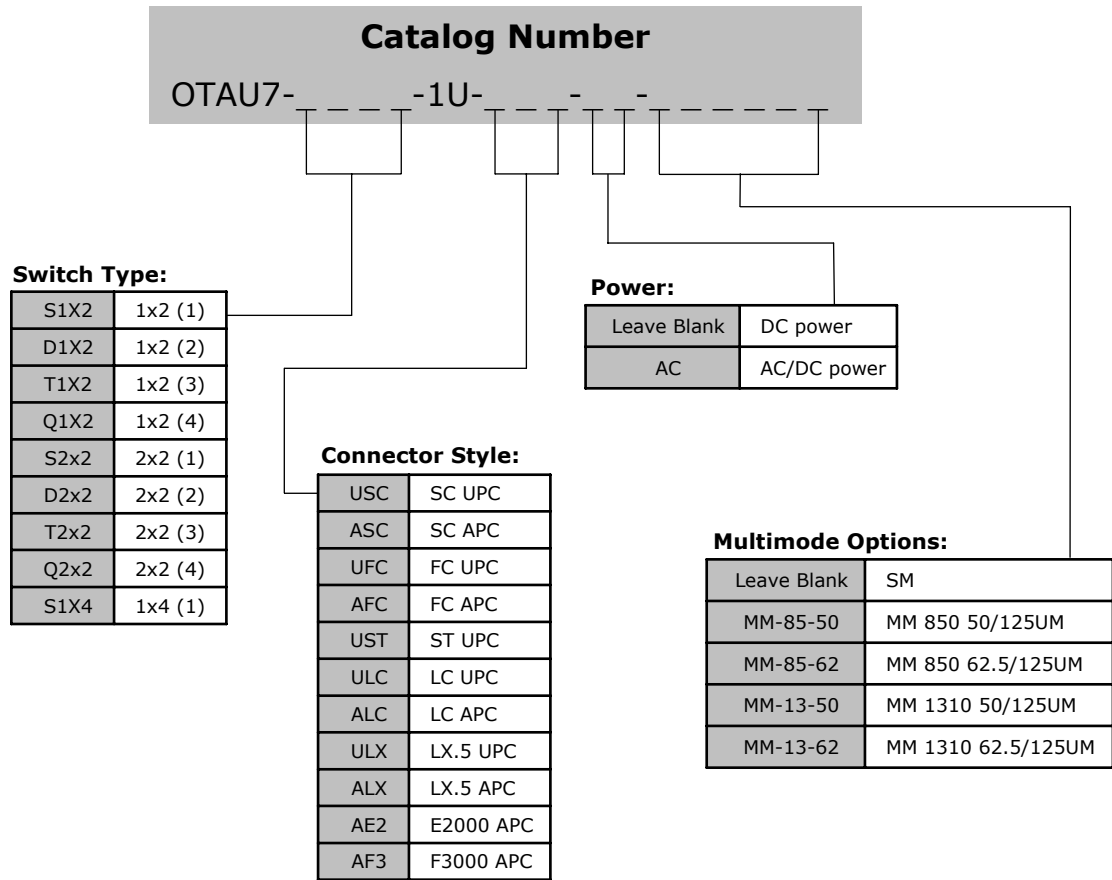 Catalog Number
OTAU7-_ _ _ _-1U-_ _ _-_ _-_ _ _ _ _ _
Switch Type:
S1X2 1x2 (1)
D1X2 1x2 (2)
T1X2 1x2 (3)
Q1X2 1x2 (4)
S2x2 2x2 (1)
D2x2 2x2 (2)
T2x2 2x2 (3)
Q2x2 2x2 (4)
S1X4 1x4 (1)
Connector Style:
USC SC UPC
ASC SC APC
UFC FC UPC
AFC FC APC
UST ST UPC
ULC LC UPC
ALC LC APC
ULX LX.5 UPC
ALX LX.5 APC
AE2 E2000 APC
AF3 F3000 APC
Power:
Leave Blank DC power
AC AC/DC power
Multimode Options:
Leave Blank SM
MM-85-50 MM 850 50/125UM
MM-85-62 MM 850 62.5/125UM
MM-13-50 MM 1310 50/125UM
MM-13-62 MM 1310 62.5/125UM